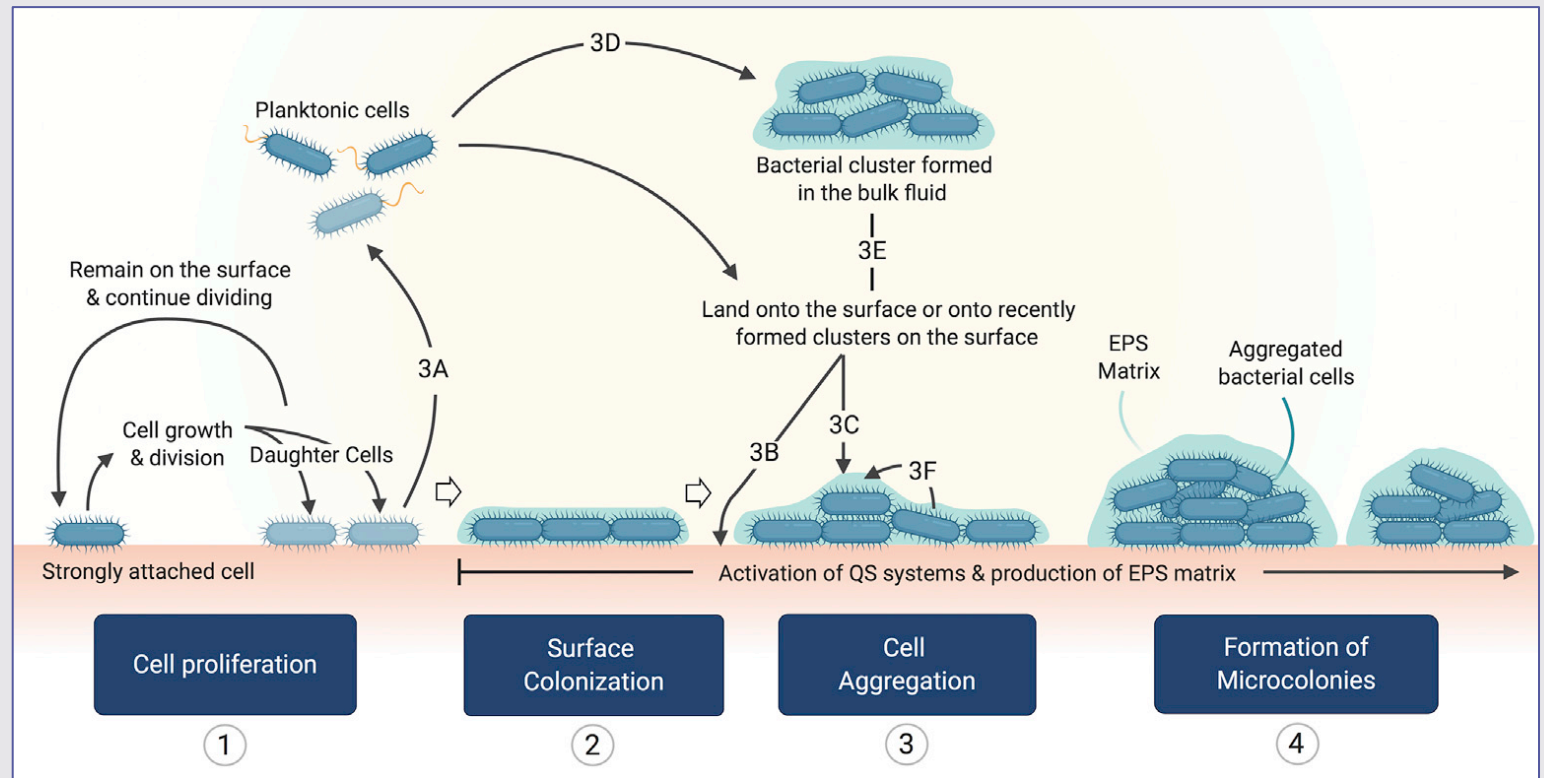 3D
Planktonic cells
Bacterial cluster formed
in the bulk fluid
3E
Remain on the surface
& continue dividing
Land onto the surface or onto recently
formed clusters on the surface
3A
EPS
Matrix
Aggregated
bacterial cells
Cell growth
& division
Daughter Cells
3B
3C
3F
Strongly attached cell
Activation of QS systems & production of EPS matrix
Cell proliferation
Surface
Colonization
Cell
Aggregation
Formation of
Microcolonies
1
2
3
4